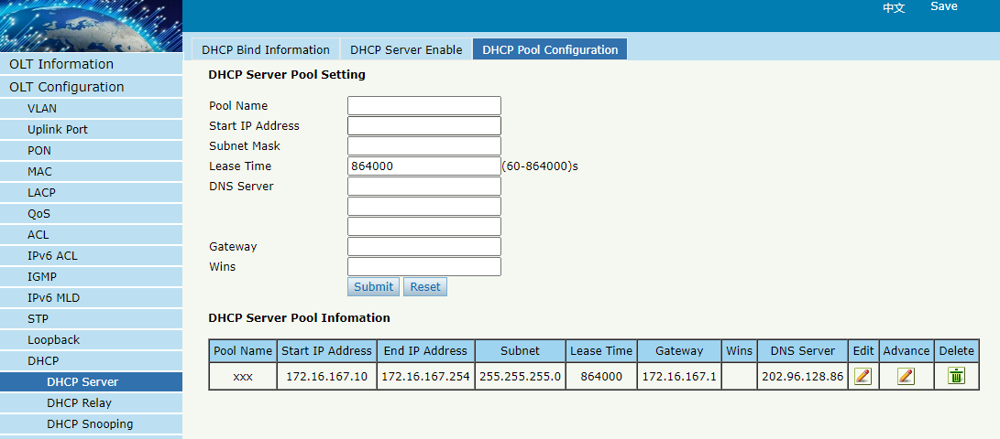 中文 Save
DHCP Bind Information DHCP Server Enable DHCP Pool Configuration
OLT Information
OLT Configuration
VLAN
Uplink Port
PON
MAC
LACP
QoS
ACL
IPv6 ACL
IGMP
IPv6 MLD
STP
Loopback
DHCP
DHCP Server
DHCP Relay
DHCP Snooping
DHCP Server Pool Setting
Pool Name
Start IP Address
Subnet Mask
Lease Time 864000 (60-864000)s
DNS Server
Gateway
Wins
Submit Reset
DHCP Server Pool Infomation
Pool Name Start IP Address End IP Address Subnet Lease Time Gateway Wins DNS Server Edit Advance Delete
xxx 172.16.167.10 172.16.167.254 255.255.255.0 864000 172.16.167.1 202.96.128.86